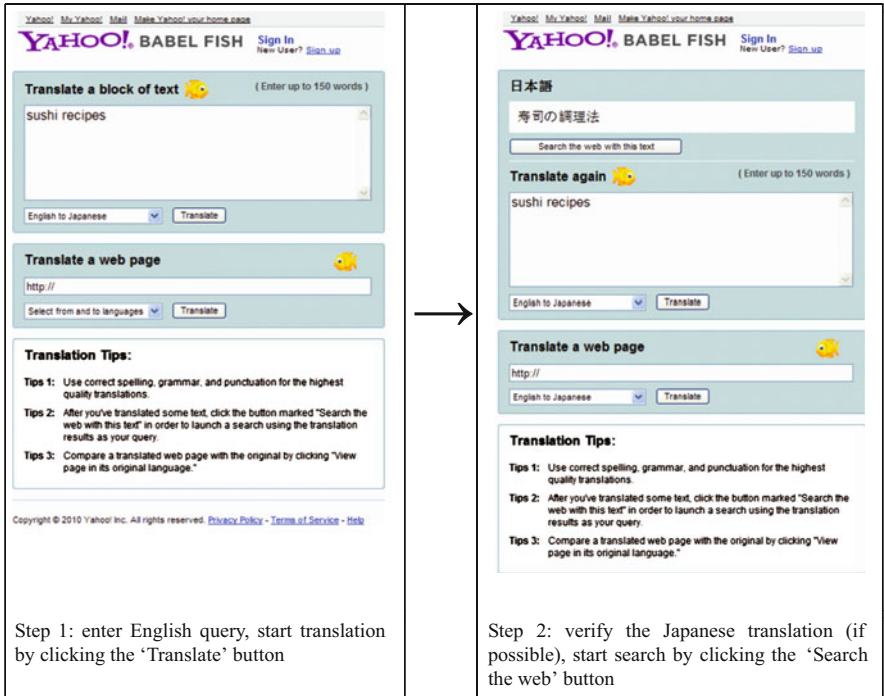 Yahoo! My Yahoo! Mail Make Yahoo! your home page
YAHOO! BABEL FISH
Sign In
New User? Sign up
Translate a block of text
( Enter up to 150 words )
sushi recipes
English to Japanese
Translate
Translate a web page
http://
Select from and to languages
Translate
Translation Tips:
Tips 1: Use correct spelling, grammar, and punctuation for the highest
quality translations.
Tips 2: After you've translated some text, click the button marked "Search the
web with this text" in order to launch a search using the translation
results as your query.
Tips 3: Compare a translated web page with the original by clicking "View
page in its original language."
Copyright © 2010 Yahoo! Inc. All rights reserved. Privacy Policy - Terms of Service - Help
Step 1: enter English query, start translation
by clicking the ‘Translate’ button
→
Yahoo! My Yahoo! Mail Make Yahoo! your home page
YAHOO! BABEL FISH
Sign In
New User? Sign up
日本語
寿司の調理法
Search the web with this text
Translate again
( Enter up to 150 words )
sushi recipes
English to Japanese
Translate
Translate a web page
http://
English to Japanese
Translate
Translation Tips:
Tips 1: Use correct spelling, grammar, and punctuation for the highest
quality translations.
Tips 2: After you've translated some text, click the button marked "Search the
web with this text" in order to launch a search using the translation
results as your query.
Tips 3: Compare a translated web page with the original by clicking "View
page in its original language."
Step 2: verify the Japanese translation (if
possible), start search by clicking the ‘Search
the web’ button